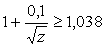 1 + 0,1/√z ≥ 1,038